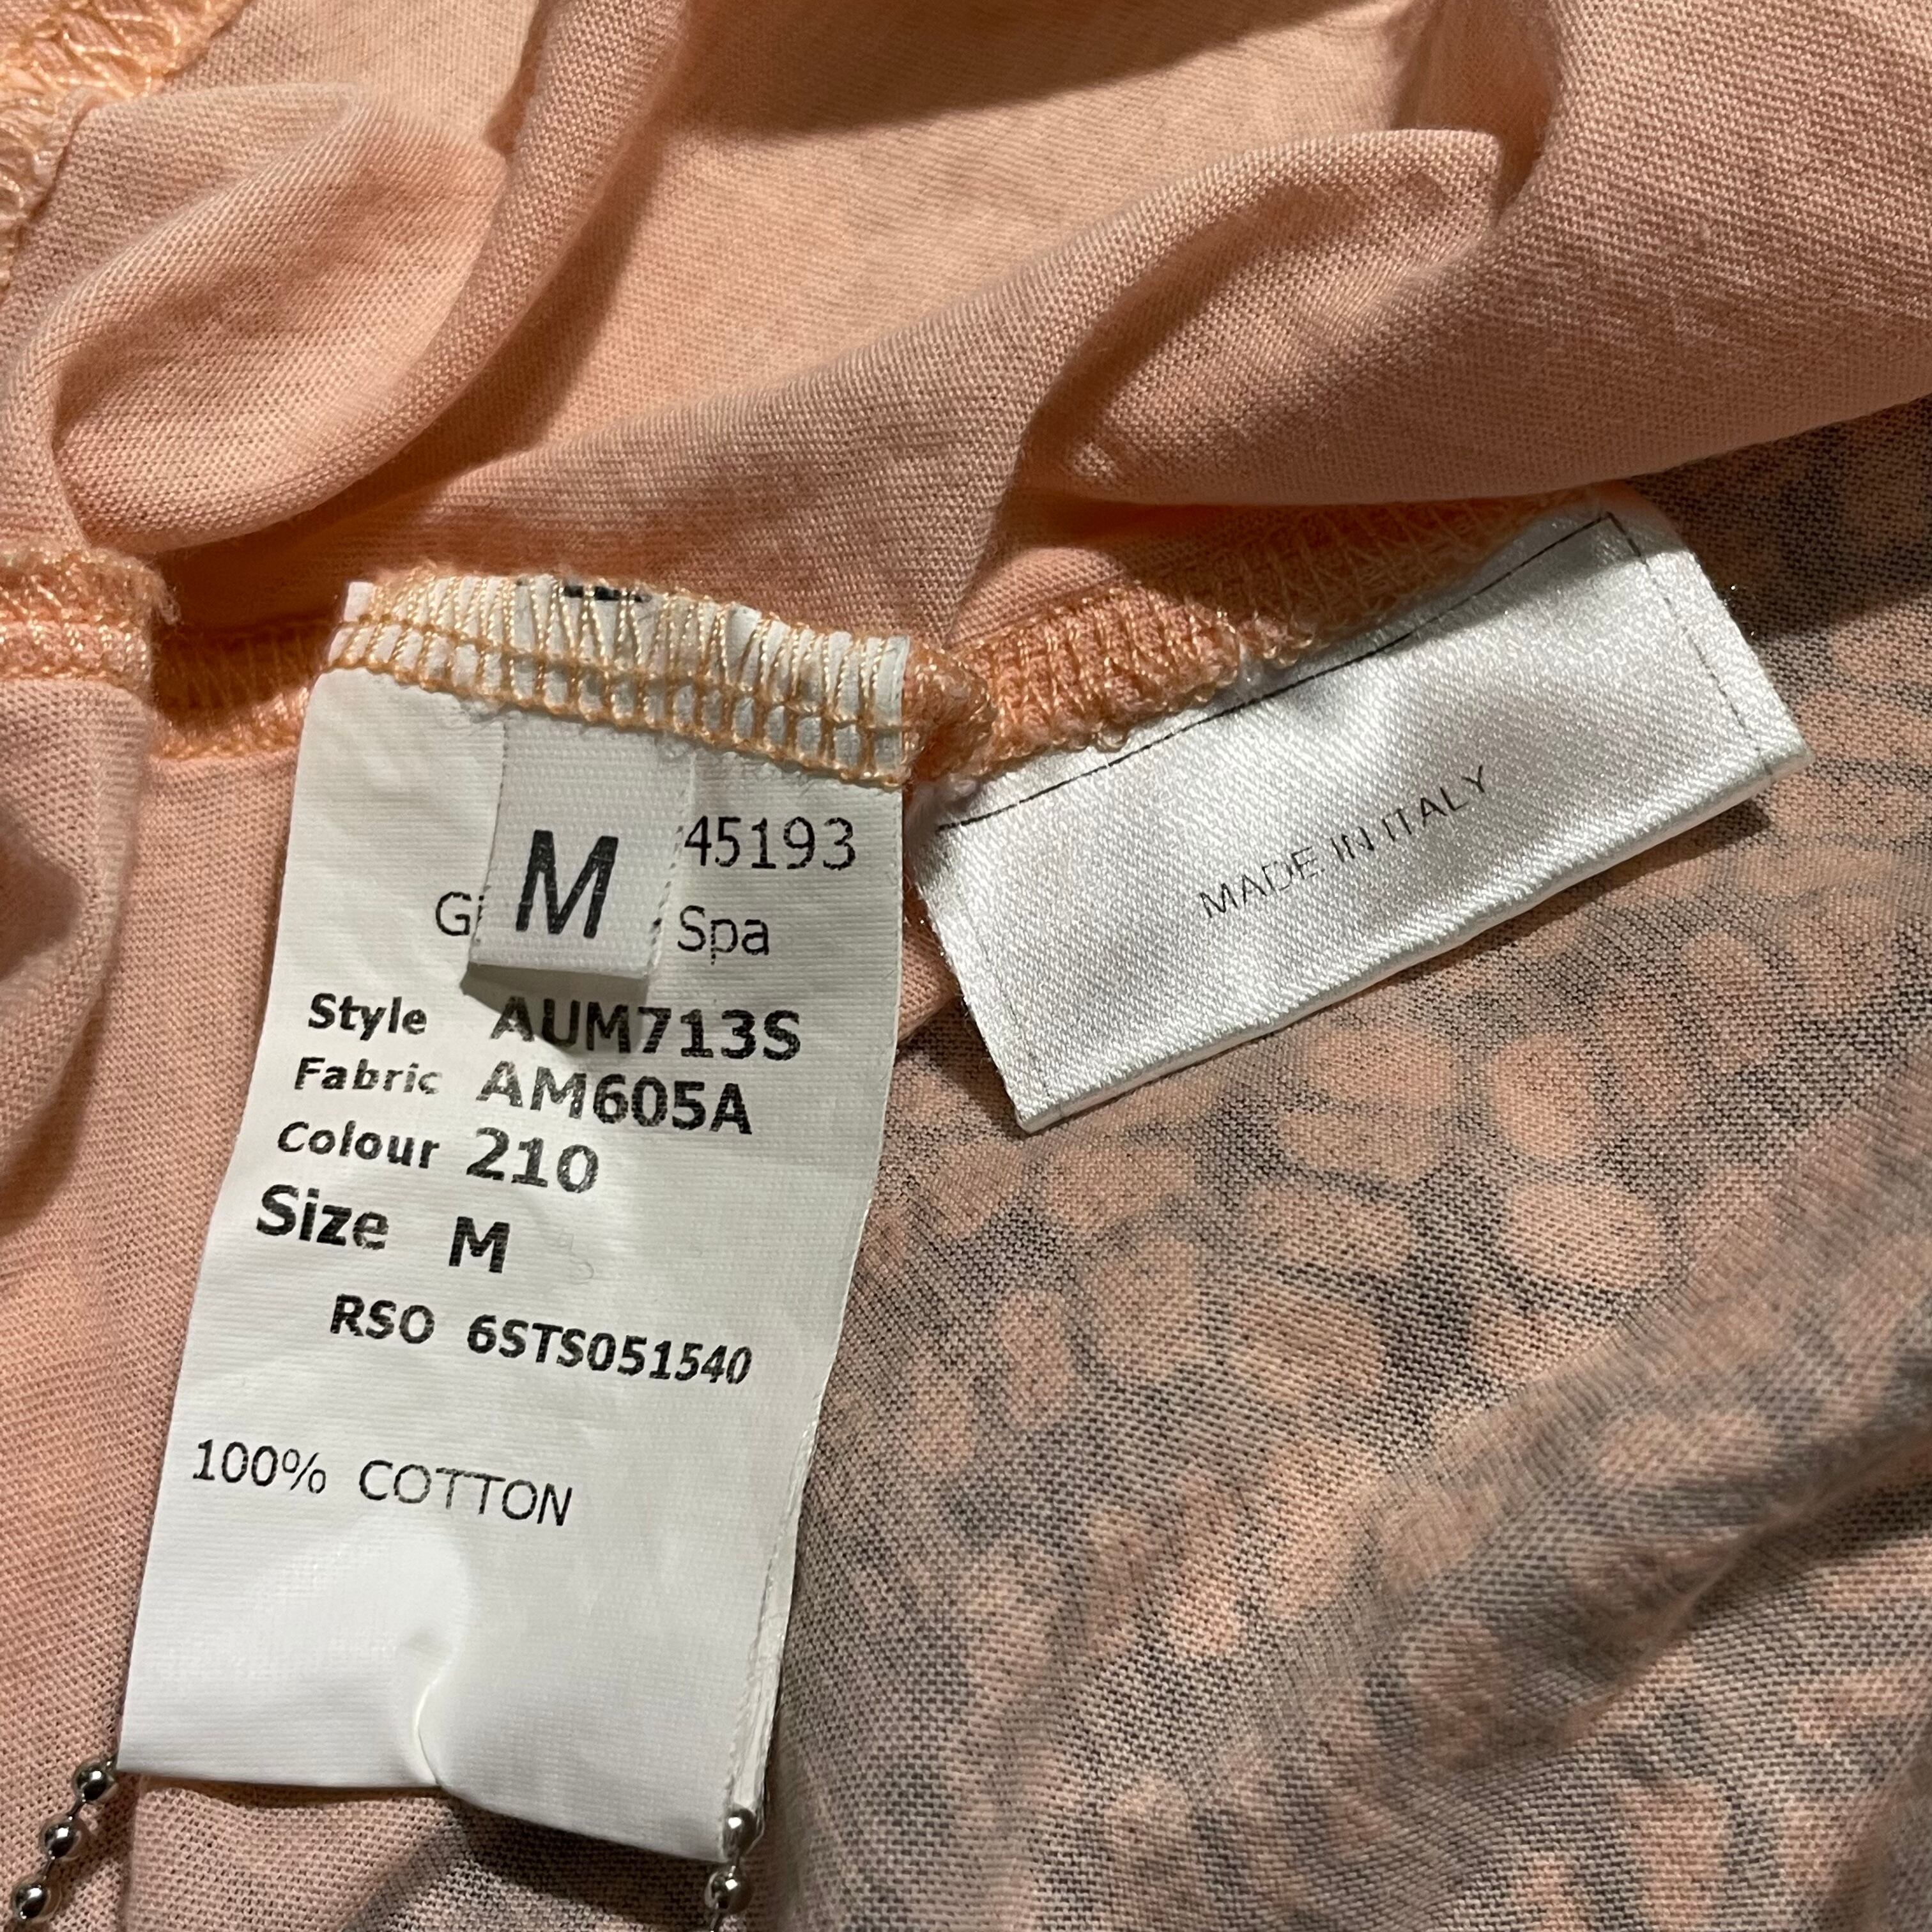 M
45193
Spa
Style AUM713S
Fabric AM605A
Colour 210
Size M
RSO 6STS051540
100% COTTON
MADE IN ITALY